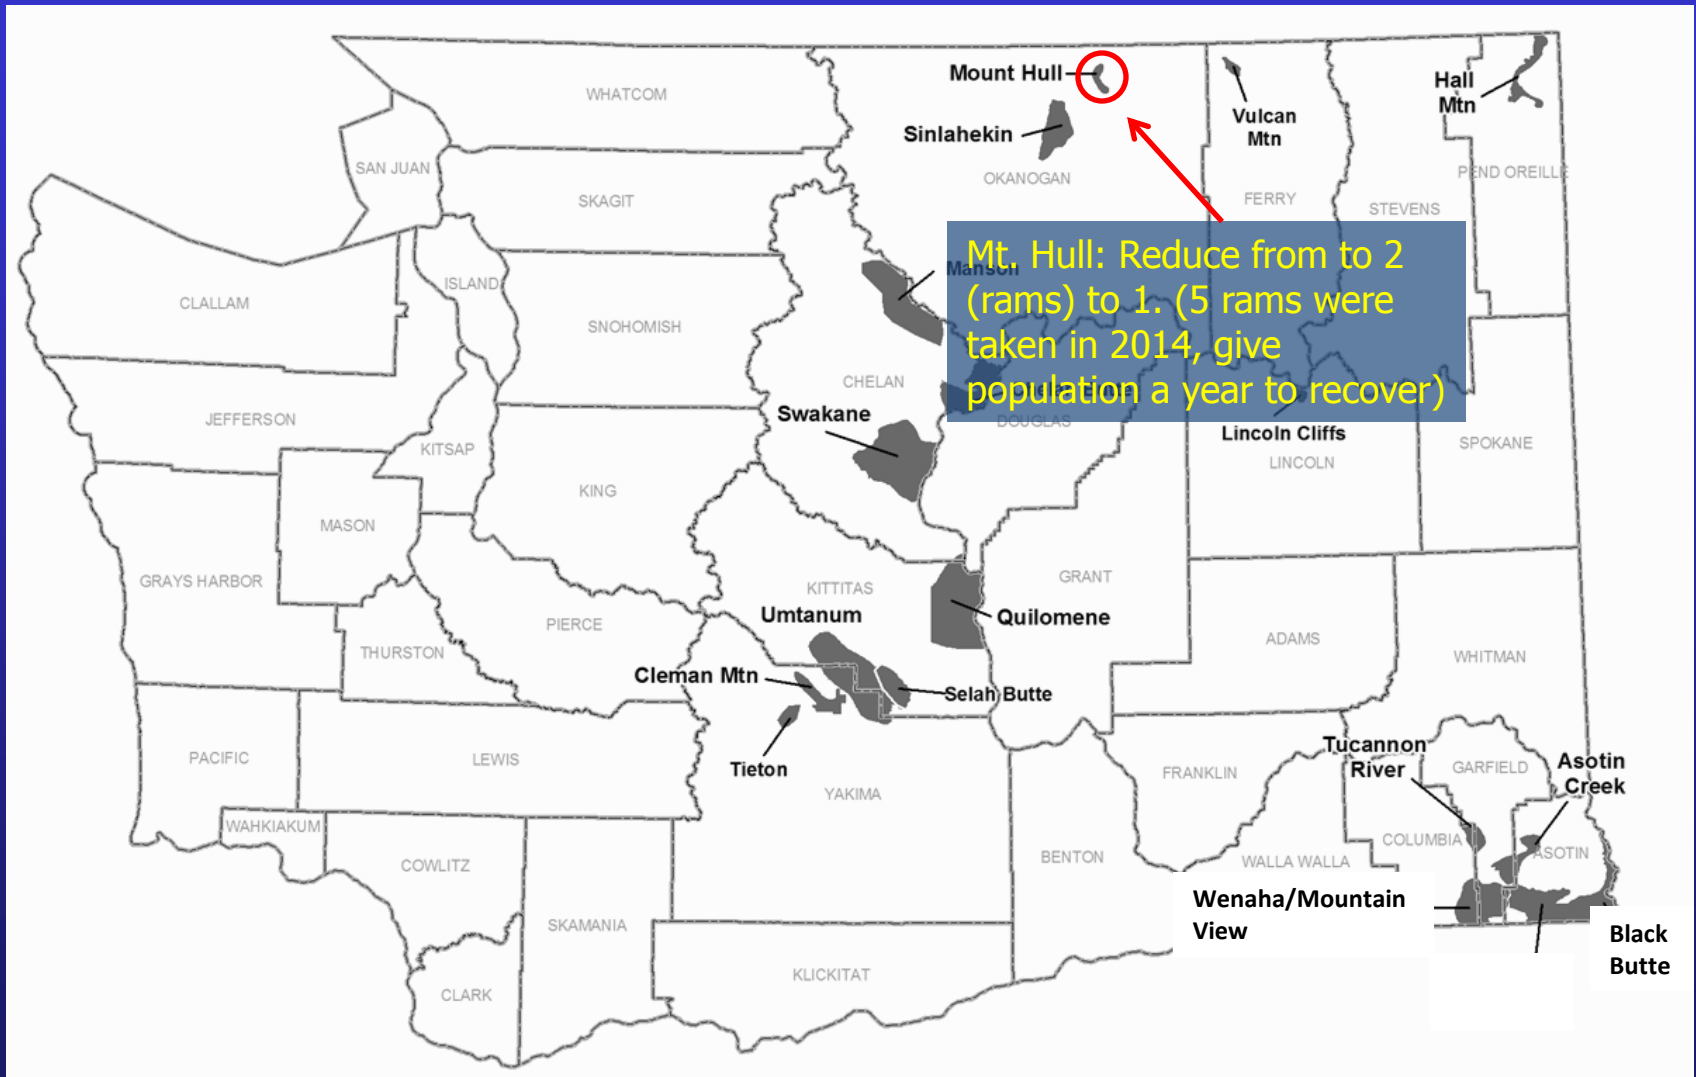 Mount Hull
Hall
Mtn
WHATCOM
Vulcan
Mtn
Sinlahekin
SAN JUAN
PEND OREILLE
OKANOGAN
SKAGIT
FERRY
STEVENS
Mt. Hull: Reduce from to 2
(rams) to 1. (5 rams were
taken in 2014, give
population a year to recover)
Manson
ISLAND
CLALLAM
SNOHOMISH
CHELAN
Swakane
JEFFERSON
DOUGLAS
Lincoln Cliffs
SPOKANE
KITSAP
LINCOLN
KING
MASON
GRAYS HARBOR
KITTITAS
GRANT
Umtanum
Quilomene
PIERCE
ADAMS
THURSTON
WHITMAN
Cleman Mtn
Selah Butte
Tucannon
River
PACIFIC
LEWIS
Tieton
FRANKLIN
GARFIELD
Asotin
Creek
YAKIMA
WAHKIAKUM
COLUMBIA
ASOTIN
COWLITZ
BENTON
WALLA WALLA
Wenaha/Mountain
View
SKAMANIA
Black
Butte
KLICKITAT
CLARK